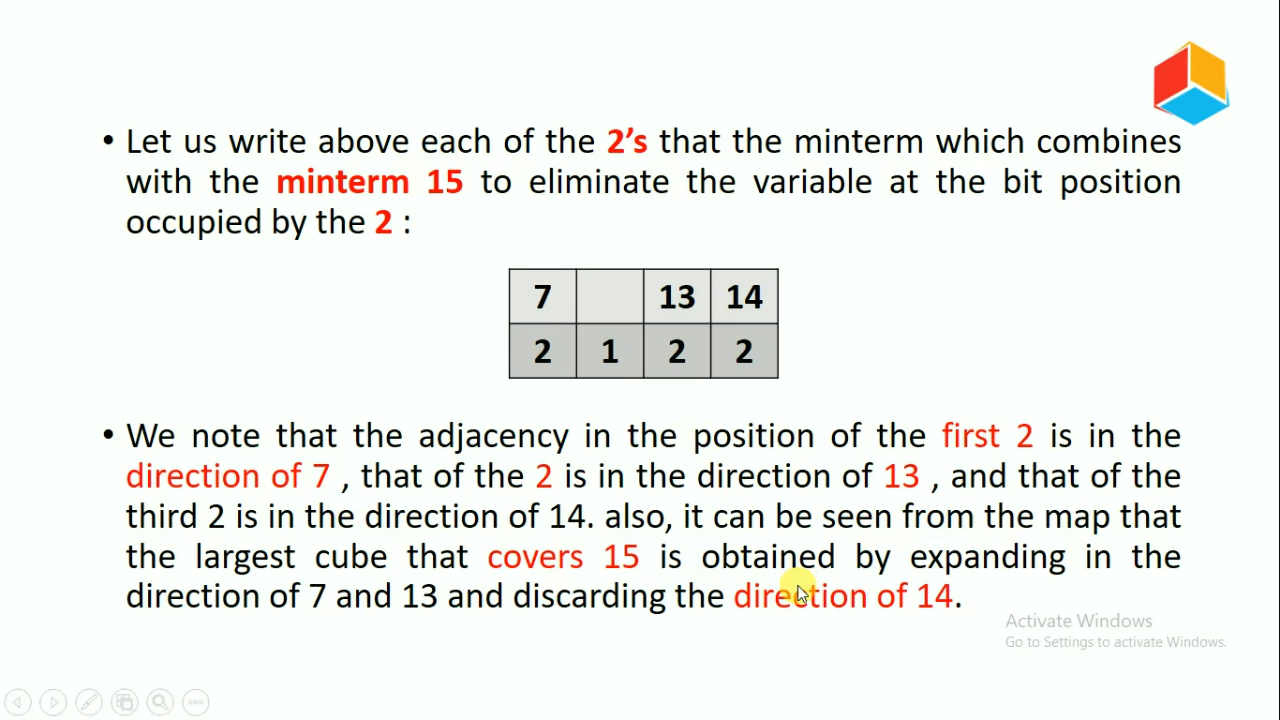 • Let us write above each of the 2’s that the minterm which combines
with the minterm 15 to eliminate the variable at the bit position
occupied by the 2 :
7 13 14
2 1 2 2
• We note that the adjacency in the position of the first 2 is in the
direction of 7 , that of the 2 is in the direction of 13 , and that of the
third 2 is in the direction of 14. also, it can be seen from the map that
the largest cube that covers 15 is obtained by expanding in the
direction of 7 and 13 and discarding the direction of 14.
Activate Windows
Go to Settings to activate Windows.